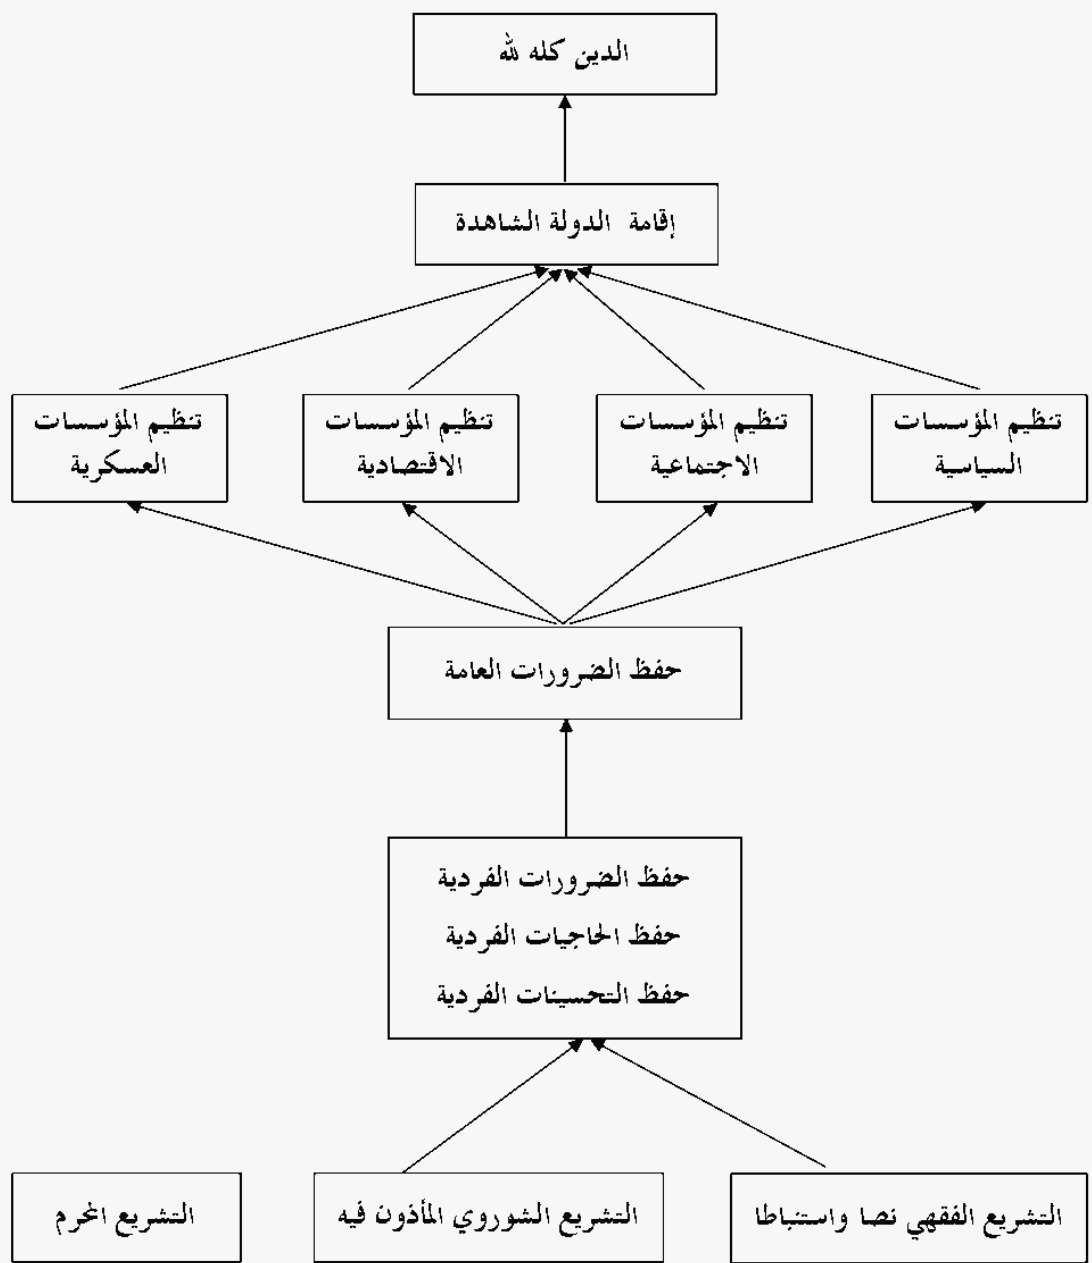 الدين كله لله
إقامة الدولة الشاهدة
تنظيم المؤسسات
السياسية
تنظيم المؤسسات
الاجتماعية
تنظيم المؤسسات
الاقتصادية
تنظيم المؤسسات
العسكرية
حفظ الضرورات العامة
حفظ الضرورات الفردية
حفظ الحاجيات الفردية
حفظ التحسينات الفردية
التشريع الفقهي نصا واستنباطا
التشريع الشوروي المأذون فيه
التشريع المحرم